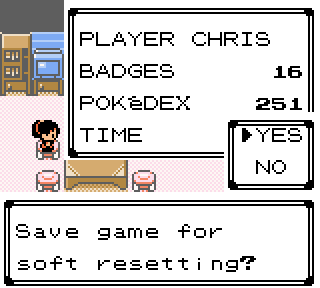 PLAYER CHRIS
BADGES 16
POKéDEX 251
TIME
YES
NO
Save game for
soft resetting?